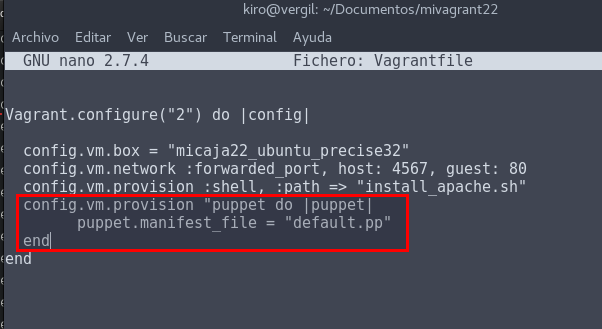 kiro@vergil: ~/Documentos/mivagrant22
Archivo Editar Ver Buscar Terminal Ayuda
GNU nano 2.7.4 Fichero: Vagrantfile
Vagrant.configure("2") do |config|
config.vm.box = "micaja22_ubuntu_precise32"
config.vm.network :forwarded_port, host: 4567, guest: 80
config.vm.provision :shell, :path => "install_apache.sh"
config.vm.provision "puppet do |puppet|
puppet.manifest_file = "default.pp"
end
end